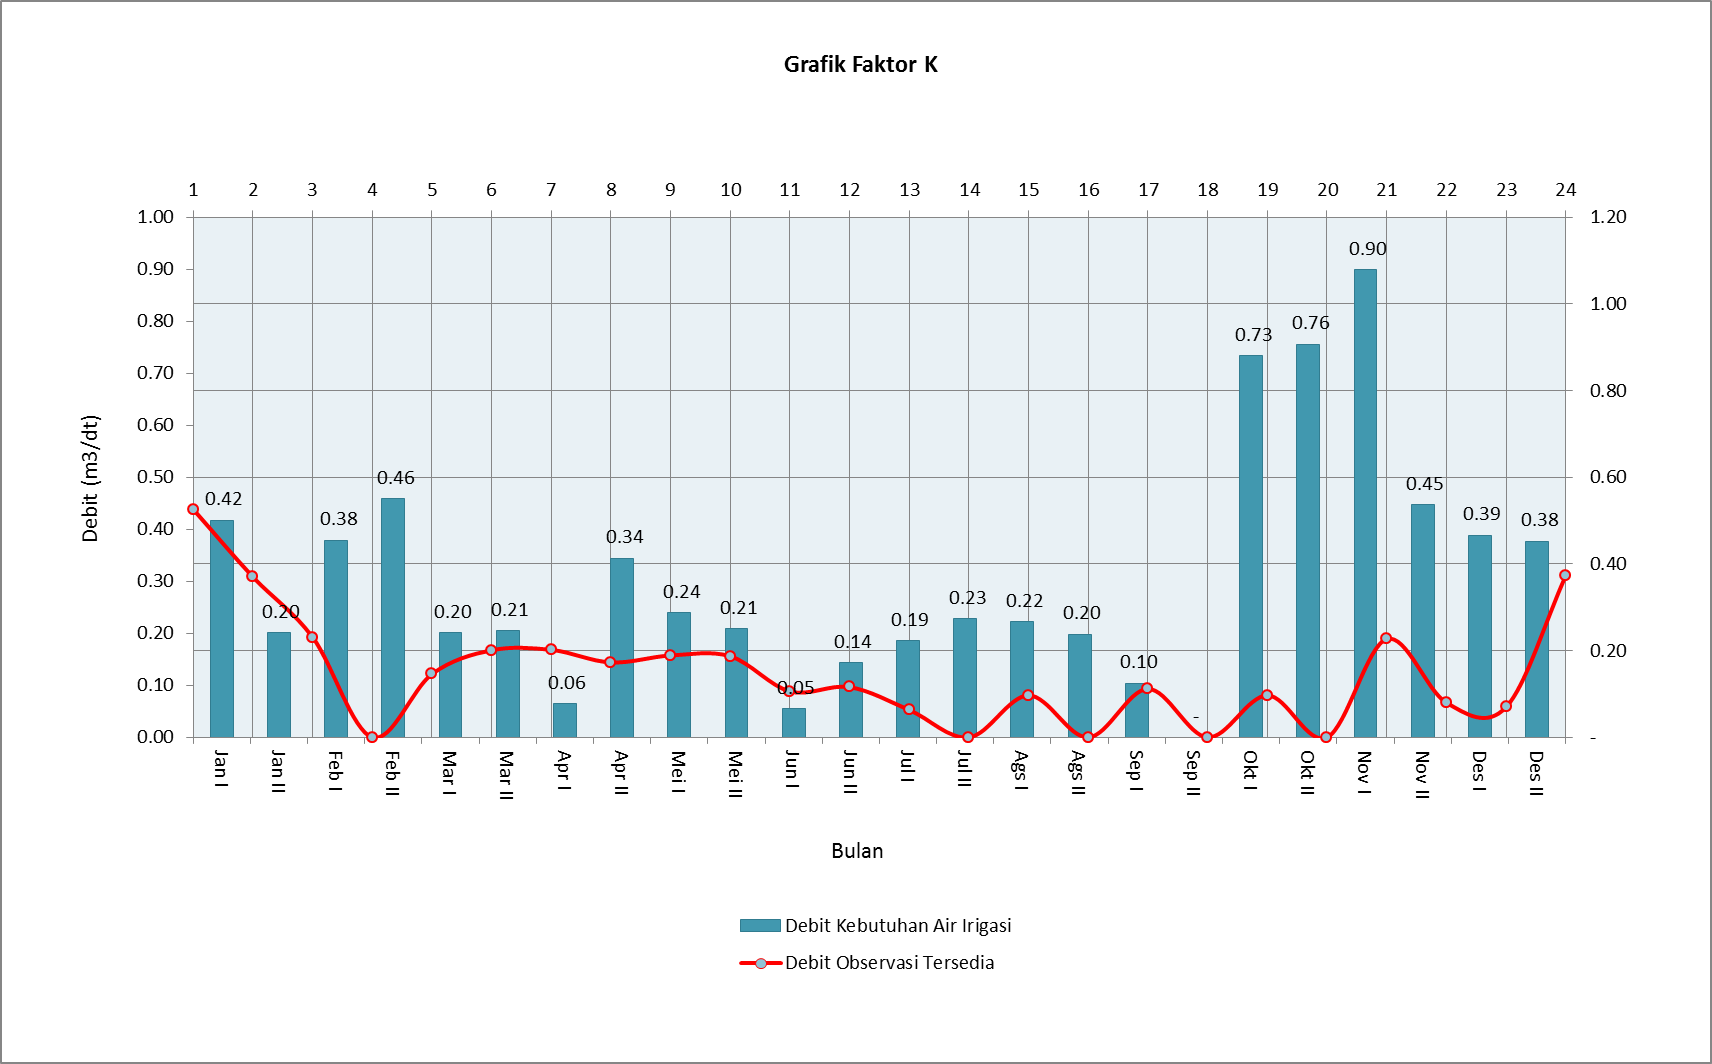 Grafik Faktor K
1 2 3 4 5 6 7 8 9 10 11 12 13 14 15 16 17 18 19 20 21 22 23 24
1.00 1.20
0.90
0.90
0.80
1.00
0.73 0.76
0.70
0.80
0.60
0.50 0.60
0.42 0.38 0.46 0.45 0.39 0.38
0.40
0.40
0.34
0.30
0.20 0.20 0.21 0.24 0.21 0.19 0.23 0.22 0.20
0.20
0.20
0.14
0.10
0.06 0.05
0.10
-
0.00 -
Debit (m3/dt)
Jan I
Jan II
Feb I
Feb II
Mar I
Mar II
Apr I
Apr II
Mei I
Mei II
Jun I
Jun II
Jul I
Jul II
Ags I
Ags II
Sep I
Sep II
Okt I
Okt II
Nov I
Nov II
Des I
Des II
Bulan
Debit Kebutuhan Air Irigasi
Debit Observasi Tersedia